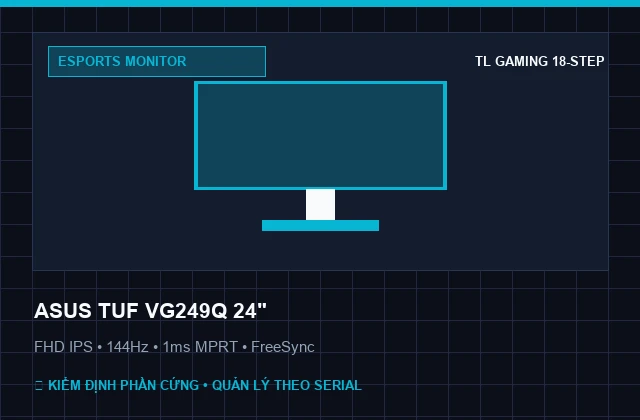 ESPORTS MONITOR
TL GAMING 18-STEP
ASUS TUF VG249Q 24"
FHD IPS • 144Hz • 1ms MPRT • FreeSync
KIỂM ĐỊNH PHẦN CỨNG • QUẢN LÝ THEO SERIAL